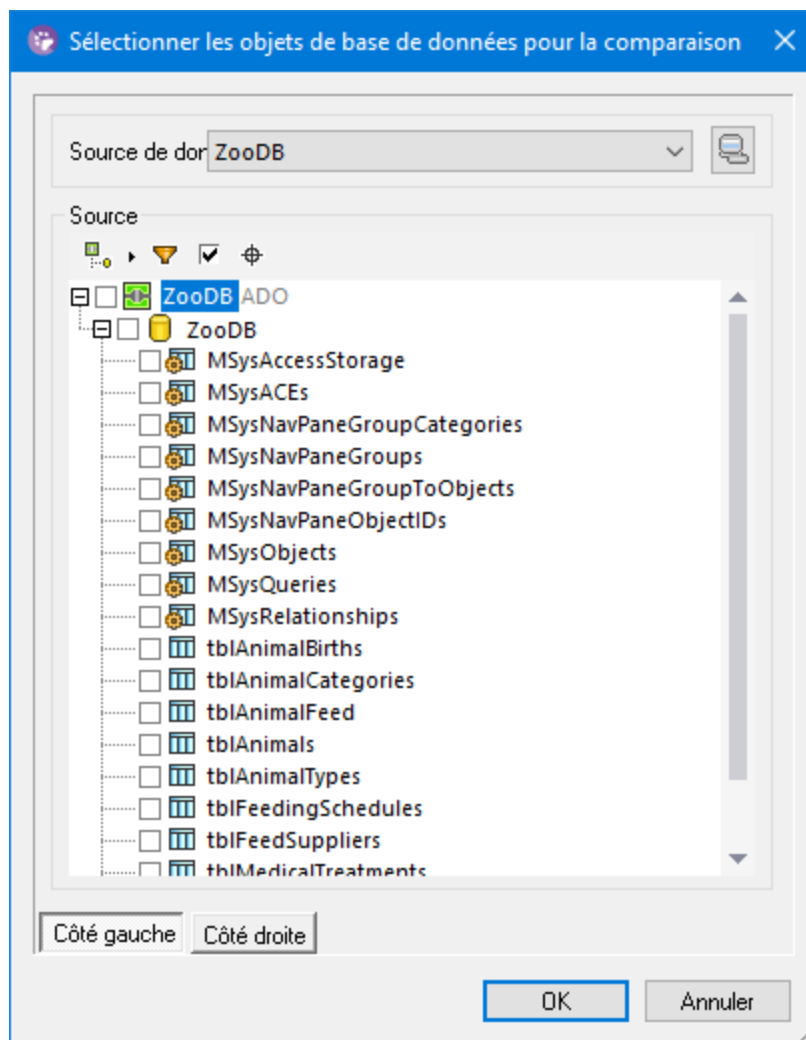 Sélectionner les objets de base de données pour la comparaison
Source de dor ZooDB
Source
ZooDB ADO
ZooDB
MSysAccessStorage
MSysACEs
MSysNavPaneGroupCategories
MSysNavPaneGroups
MSysNavPaneGroupToObjects
MSysNavPaneObjectIDs
MSysObjects
MSysQueries
MSysRelationships
tblAnimalBirths
tblAnimalCategories
tblAnimalFeed
tblAnimals
tblAnimalTypes
tblFeedingSchedules
tblFeedSuppliers
tblMedicalTreatments
Côté gauche Côté droite
OK Annuler